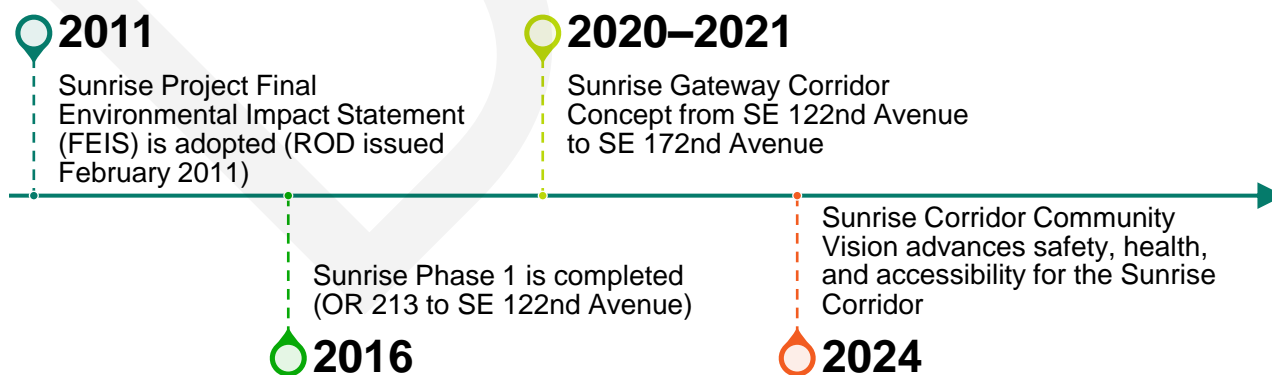 2011
Sunrise Project Final
Environmental Impact Statement
(FEIS) is adopted (ROD issued
February 2011)
2020–2021
Sunrise Gateway Corridor
Concept from SE 122nd Avenue
to SE 172nd Avenue
Sunrise Phase 1 is completed
(OR 213 to SE 122nd Avenue)
2016
Sunrise Corridor Community
Vision advances safety, health,
and accessibility for the Sunrise
Corridor
2024